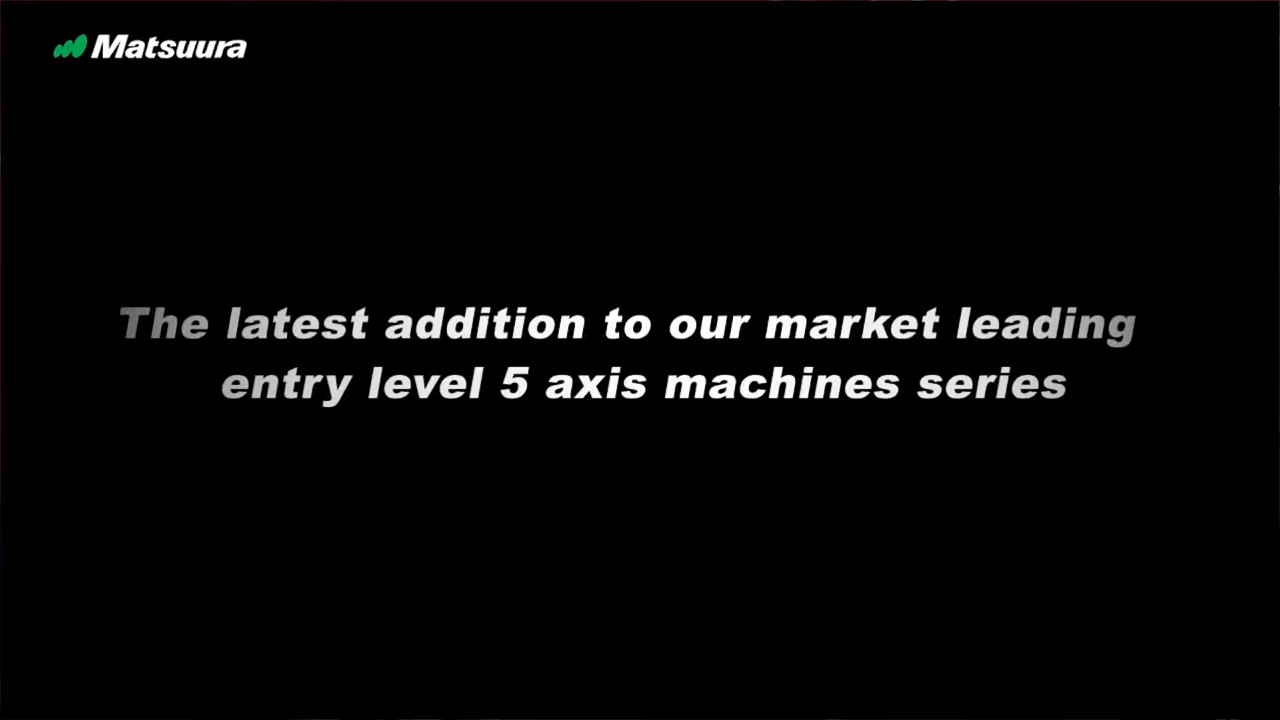 Matsuura
The latest addition to our market leading
entry level 5 axis machines series